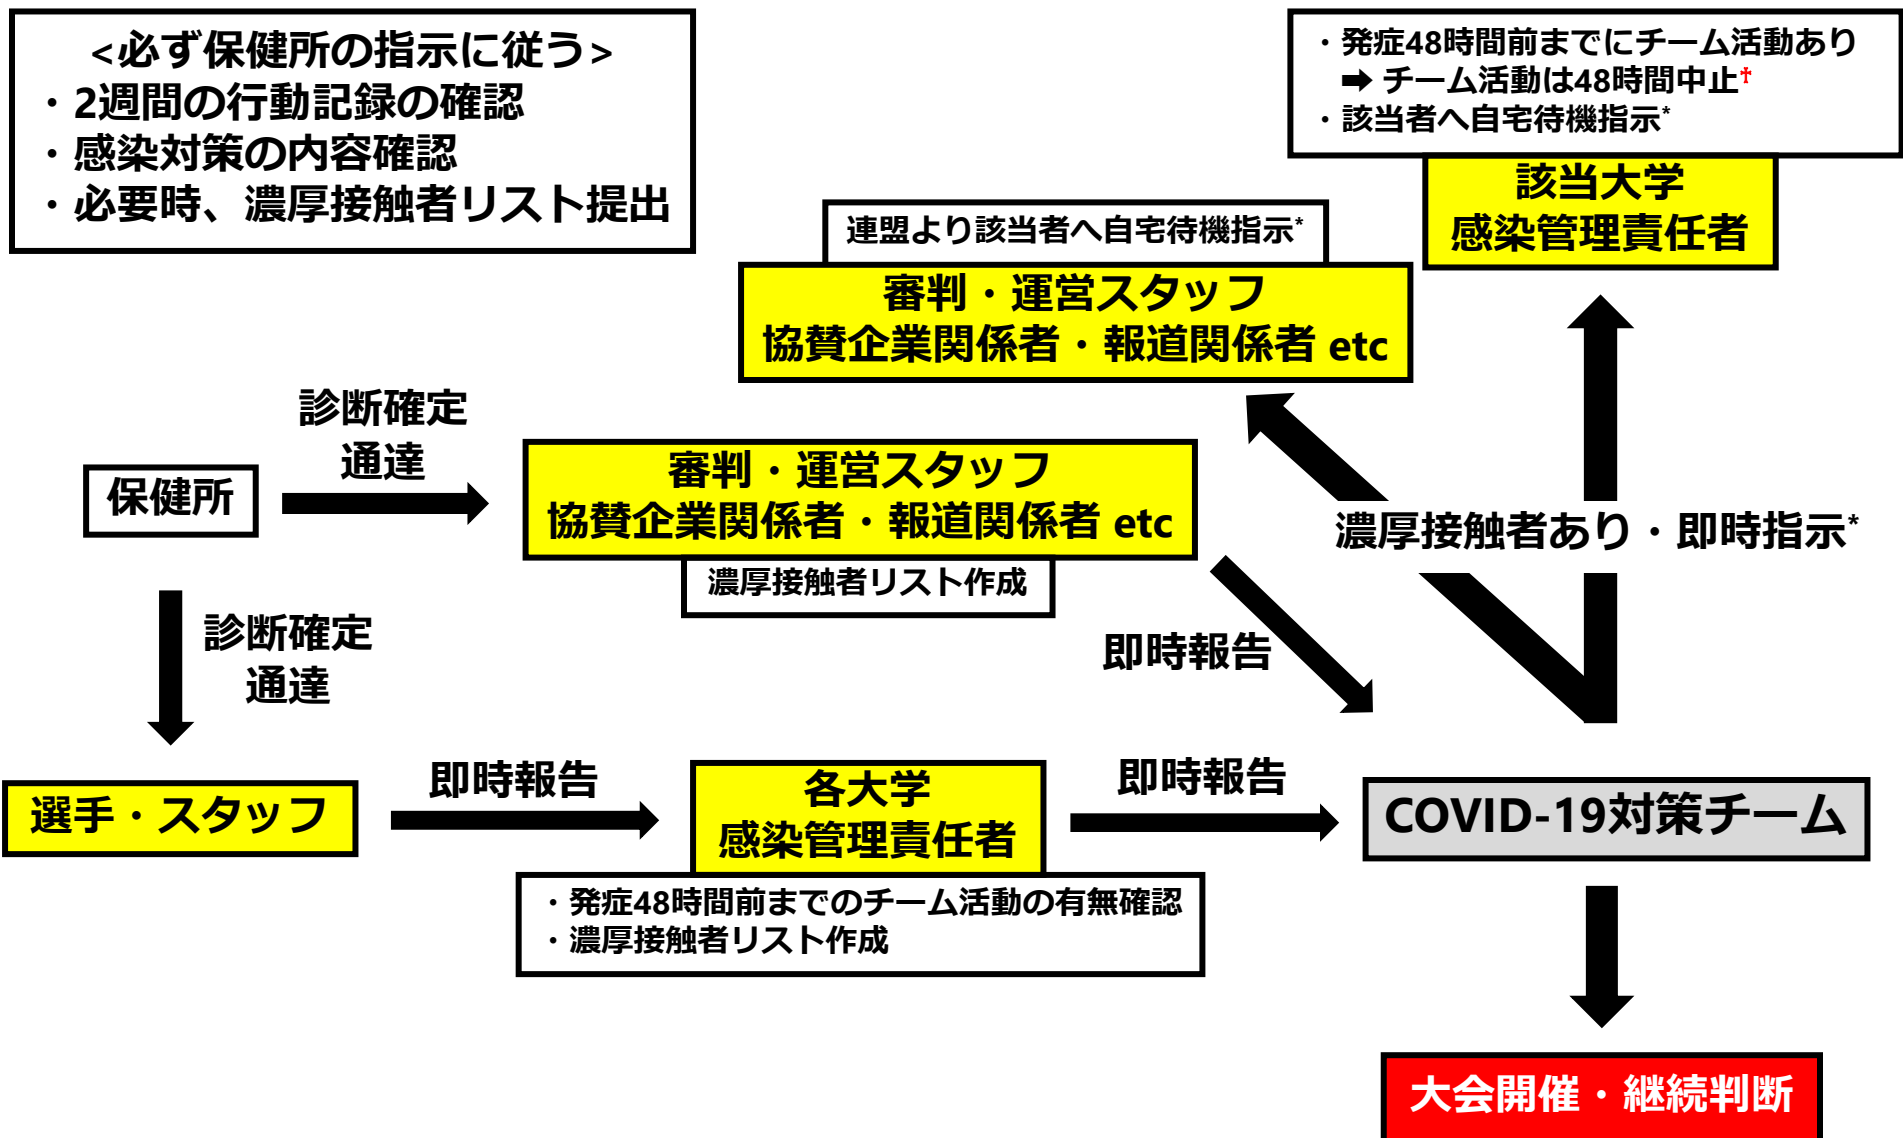 <必ず保健所の指示に従う>
・2週間の行動記録の確認
・感染対策の内容確認
・必要時、濃厚接触者リスト提出
・発症48時間前までにチーム活動あり
➡ チーム活動は48時間中止†
・該当者へ自宅待機指示*
該当大学
感染管理責任者
連盟より該当者へ自宅待機指示*
審判・運営スタッフ
協賛企業関係者・報道関係者 etc
診断確定
通達
保健所
審判・運営スタッフ
協賛企業関係者・報道関係者 etc
濃厚接触者リスト作成
濃厚接触者あり・即時指示*
診断確定
通達
即時報告
選手・スタッフ
即時報告
各大学
感染管理責任者
・発症48時間前までのチーム活動の有無確認
・濃厚接触者リスト作成
即時報告
COVID-19対策チーム
大会開催・継続判断